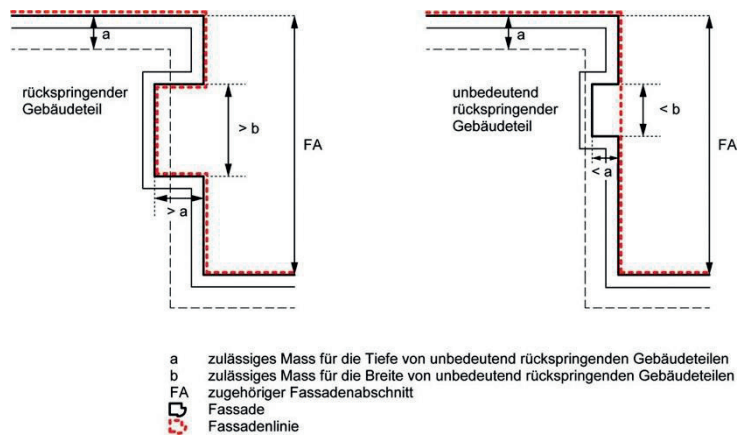 a
rückspringender
Gebäudeteil
> b
FA
> a
a
unbedeutend
rückspringender
Gebäudeteil
< b
FA
< a
a zulässiges Mass für die Tiefe von unbedeutend rückspringenden Gebäudeteilen
b zulässiges Mass für die Breite von unbedeutend rückspringenden Gebäudeteilen
FA zugehöriger Fassadenabschnitt
Fassade
Fassadenlinie